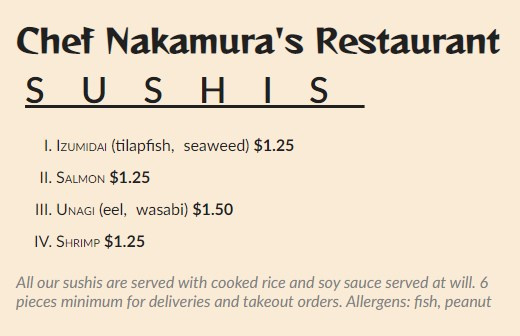 Chef Nakamura's Restaurant
SUSHIS
I. Izumidai (tilapfish, seaweed) $1.25
II. Salmon $1.25
III. Unagi (eel, wasabi) $1.50
IV. Shrimp $1.25
All our sushis are served with cooked rice and soy sauce served at will. 6
pieces minimum for deliveries and takeout orders. Allergens: fish, peanut